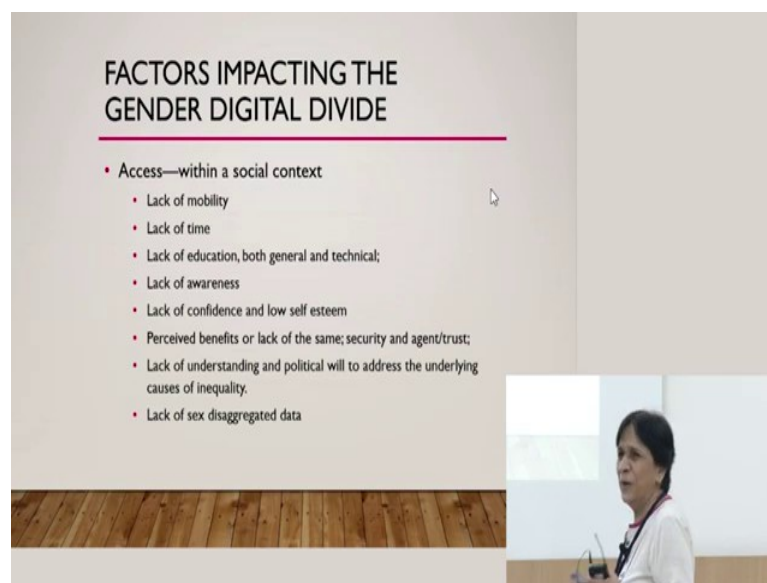 FACTORS IMPACTING THE
GENDER DIGITAL DIVIDE
• Access—within a social context
• Lack of mobility
• Lack of time
• Lack of education, both general and technical;
• Lack of awareness
• Lack of confidence and low self esteem
• Perceived benefits or lack of the same; security and agent/trust;
• Lack of understanding and political will to address the underlying
causes of inequality.
• Lack of sex disaggregated data